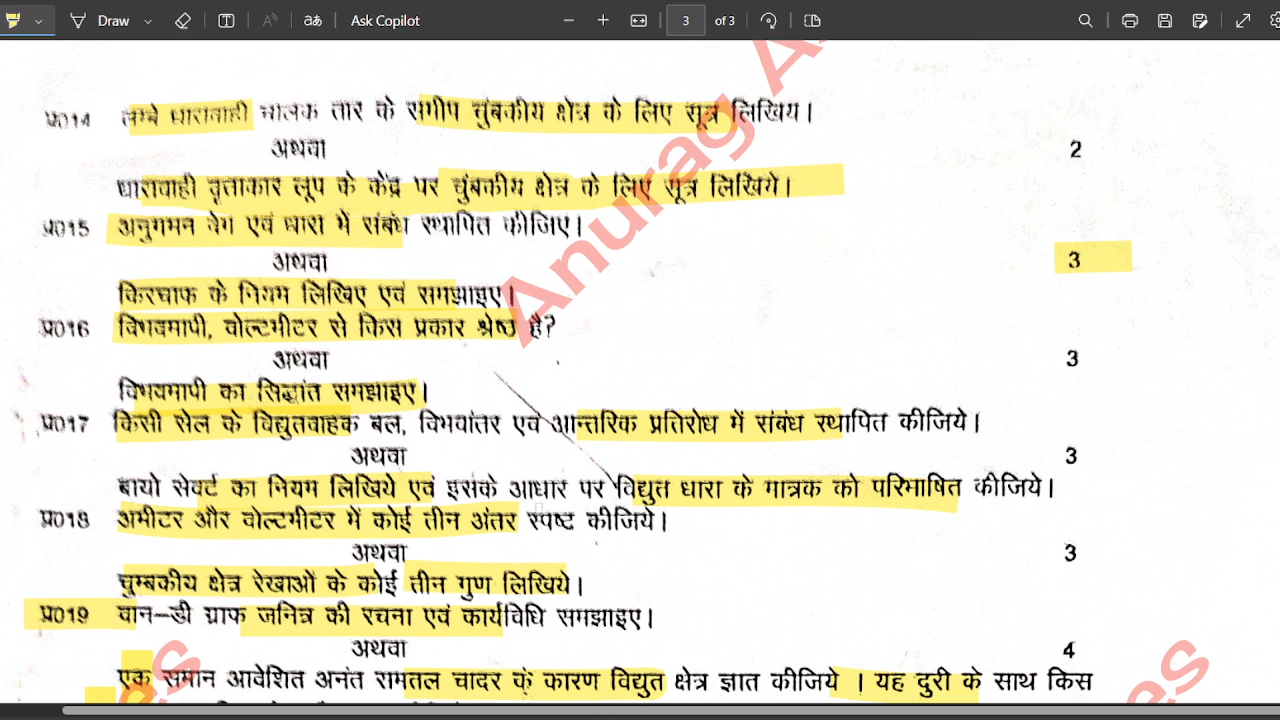 Draw
Ask Copilot
3 of 3
प्र014 लम्बे धारावाही चालक तार के समीप चुंबकीय क्षेत्र के लिए सूत्र लिखिय।
अथवा 2
धारावाही वृत्ताकार लूप के केंद्र पर चुंबकीय क्षेत्र के लिए सूत्र लिखिये।
प्र015 अनुगमन वेग एवं धारा में संबंध स्थापित कीजिए।
अथवा 3
किरचाफ के नियम लिखिए एवं समझाइए।
प्र016 विभवमापी, वोल्टमीटर से किस प्रकार श्रेष्ठ है?
अथवा 3
विभवमापी का सिद्धांत समझाइए।
प्र017 किसी सेल के विद्युतवाहक बल, विभवांतर एवं आन्तरिक प्रतिरोध में संबंध स्थापित कीजिये।
अथवा 3
बायो सेवर्ट का नियम लिखिये एवं इसके आधार पर विद्युत धारा के मात्रक को परिभाषित कीजिये।
प्र018 अमीटर और वोल्टमीटर में कोई तीन अंतर स्पष्ट कीजिये।
अथवा 3
चुम्बकीय क्षेत्र रेखाओं के कोई तीन गुण लिखिये।
प्र019 वान-डी ग्राफ जनित्र की रचना एवं कार्यविधि समझाइए।
अथवा 4
एक समान आवेशित अनंत समतल चादर के कारण विद्युत क्षेत्र ज्ञात कीजिये । यह दुरी के साथ किस
Anurag